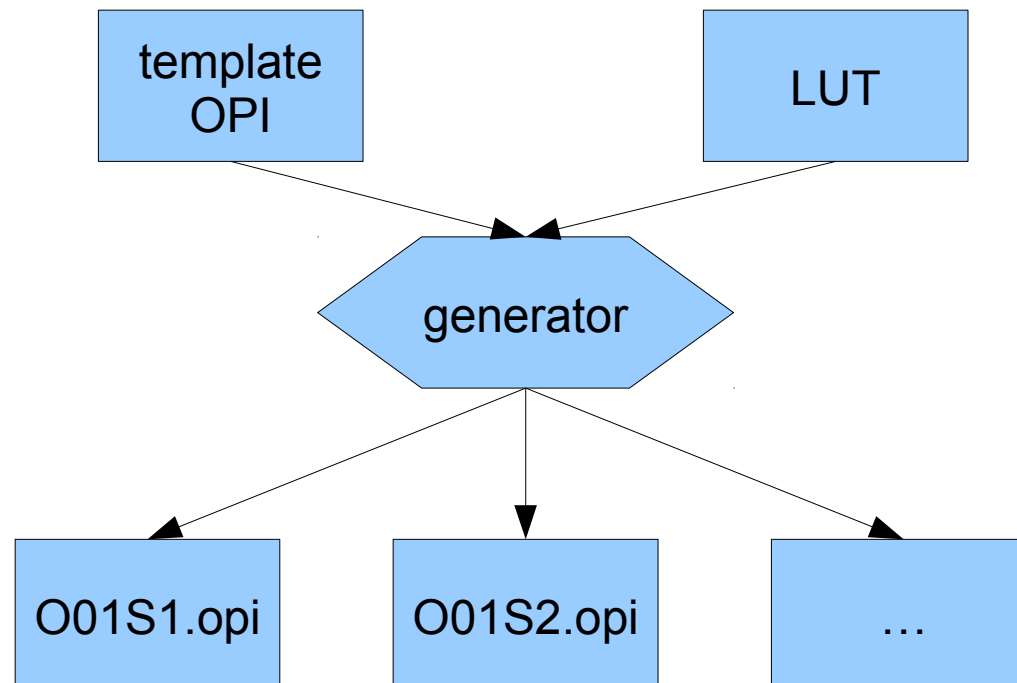 template
OPI
LUT
generator
O01S1.opi
O01S2.opi
...